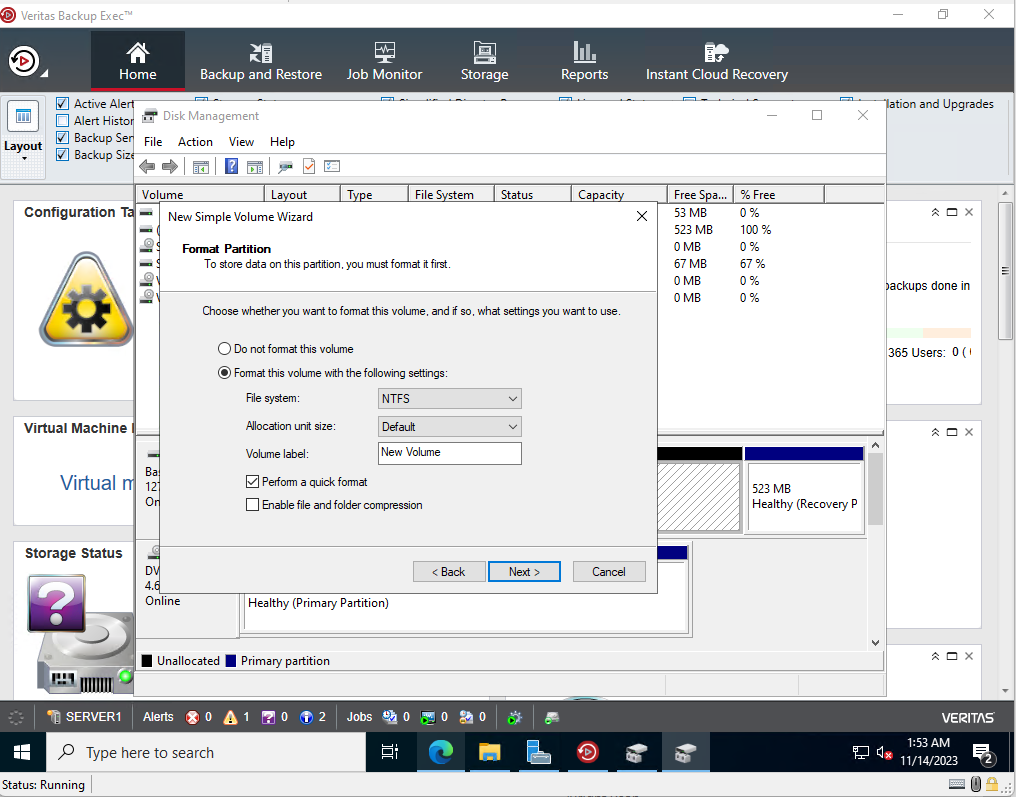 Veritas Backup Exec™
Home
Backup and Restore
Job Monitor
Storage
Reports
Instant Cloud Recovery
Layout
Active Alert
Alert Histor
Backup Ser
Backup Size
lation and Upgrades
Disk Management
File Action View Help
Volume Layout Type File System Status Capacity Free Spa... % Free
53 MB 0 %
523 MB 100 %
0 MB 0 %
67 MB 67 %
0 MB 0 %
0 MB 0 %
New Simple Volume Wizard
Format Partition
To store data on this partition, you must format it first.
Choose whether you want to format this volume, and if so, what settings you want to use.
Do not format this volume
Format this volume with the following settings:
File system: NTFS
Allocation unit size: Default
Volume label: New Volume
Perform a quick format
Enable file and folder compression
< Back Next > Cancel
Configuration Ta
backups done in
365 Users: 0 (
Virtual Machine
Virtual m
Storage Status
Bas
127
On
523 MB
Healthy (Recovery P
DV
4.6
Online
Healthy (Primary Partition)
Unallocated Primary partition
SERVER1 Alerts 0 1 0 2 Jobs 0 0 0 VERITAS
Type here to search
1:53 AM
11/14/2023
2
Status: Running